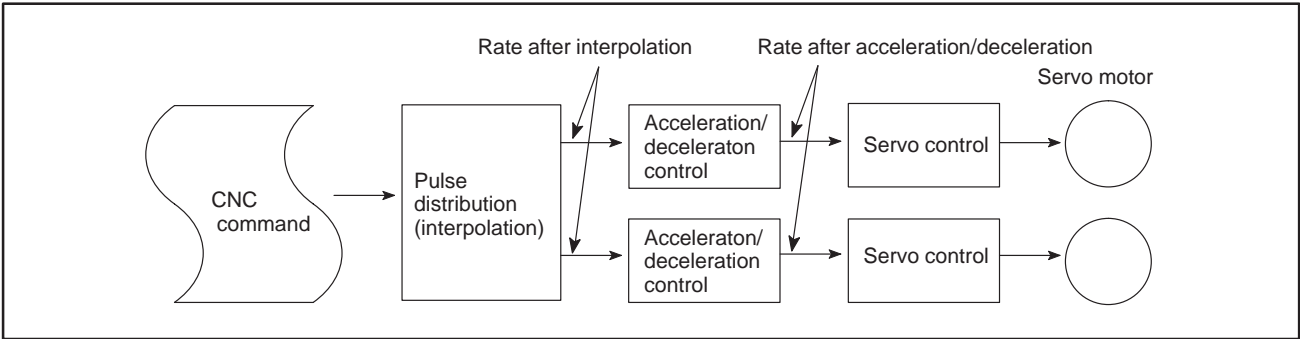 Rate after interpolation
Rate after acceleration/deceleration
Servo motor
CNC
command
Pulse
distribution
(interpolation)
Acceleration/
deceleraton
control
Servo control
Acceleraton/
deceleration
control
Servo control